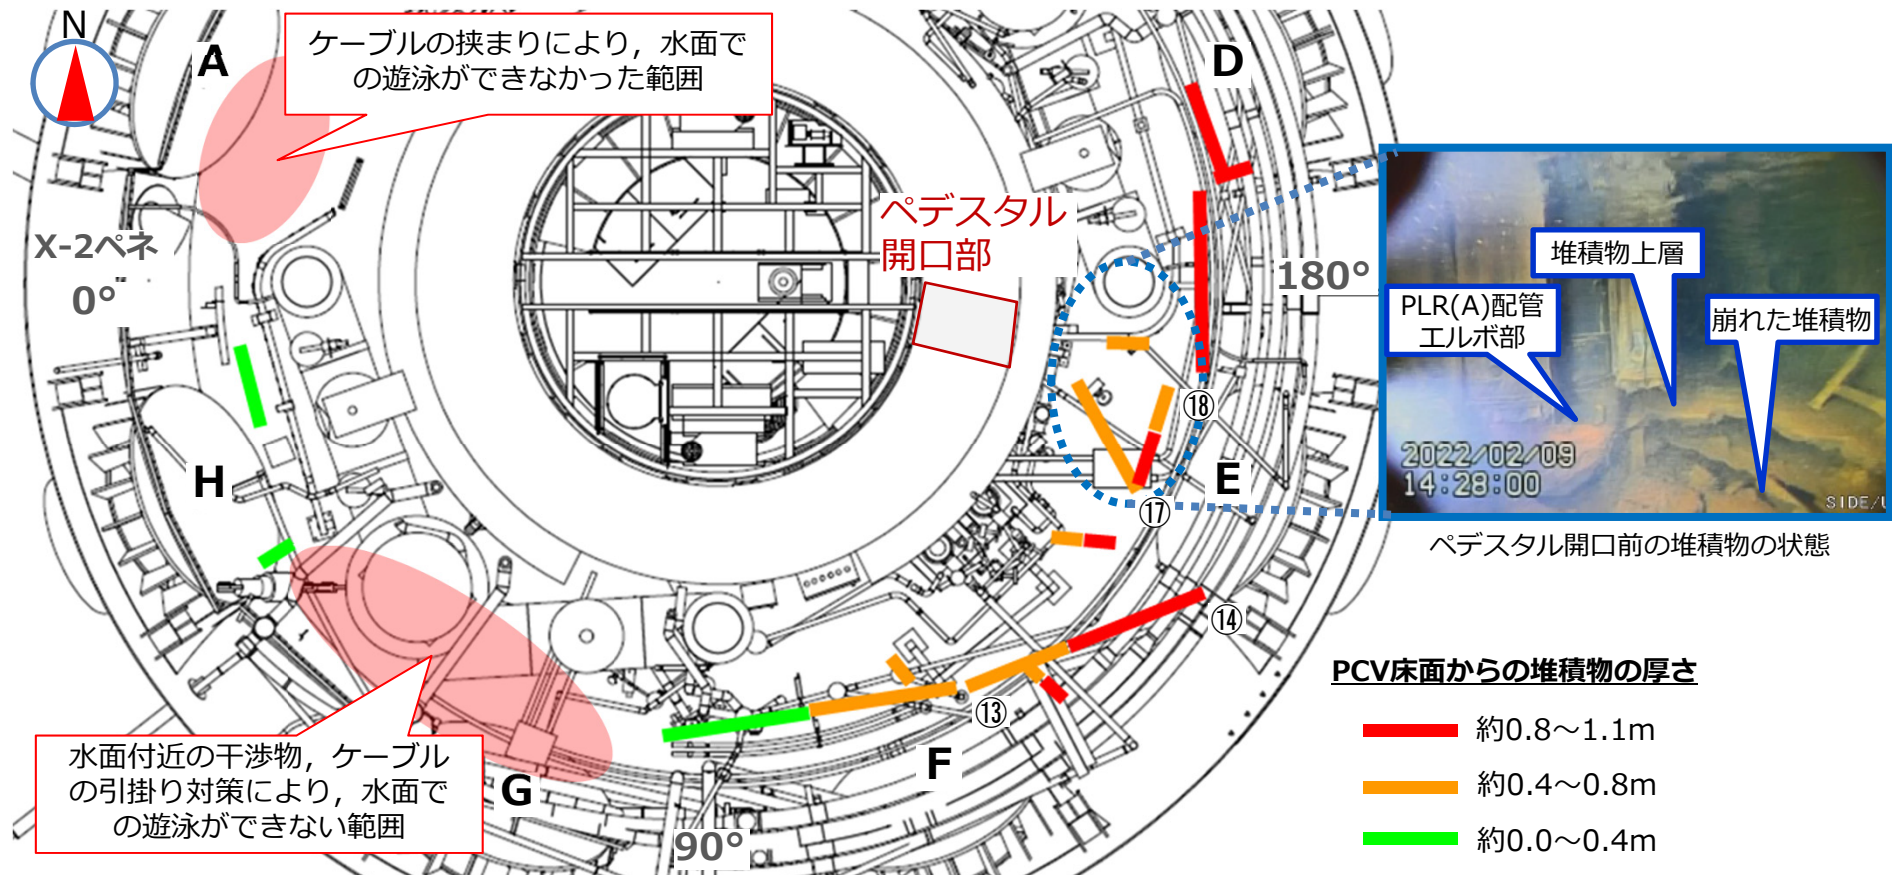 N
A
ケーブルの挟まりにより，水面で
の遊泳ができなかった範囲
D
X-2ペネ
0°
ペデスタル
開口部
180°
堆積物上層
PLR(A)配管
エルボ部
崩れた堆積物
2022/02/09
14:28:00
SIDE/U
⑱
H
E
⑰
ペデスタル開口前の堆積物の状態
⑭
⑬
F
G
水面付近の干渉物，ケーブル
の引掛り対策により，水面で
の遊泳ができない範囲
90°
PCV床面からの堆積物の厚さ
約0.8～1.1m
約0.4～0.8m
約0.0～0.4m